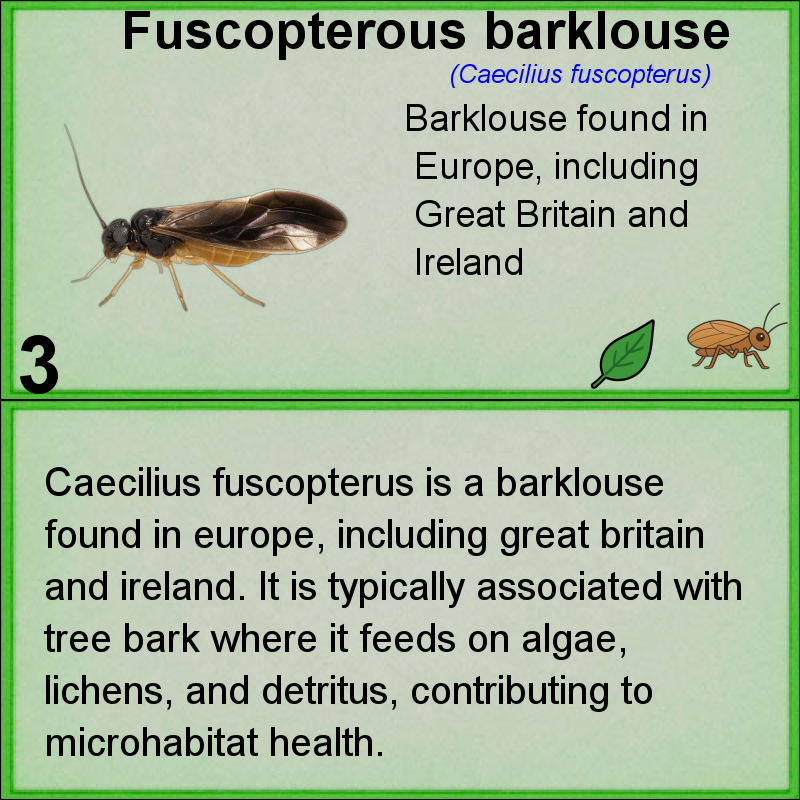 Fuscopterous barklouse
(Caecilius fuscopterus)
Barklouse found in
Europe, including
Great Britain and
Ireland
3
Caecilius fuscopterus is a barklouse
found in europe, including great britain
and ireland. It is typically associated with
tree bark where it feeds on algae,
lichens, and detritus, contributing to
microhabitat health.